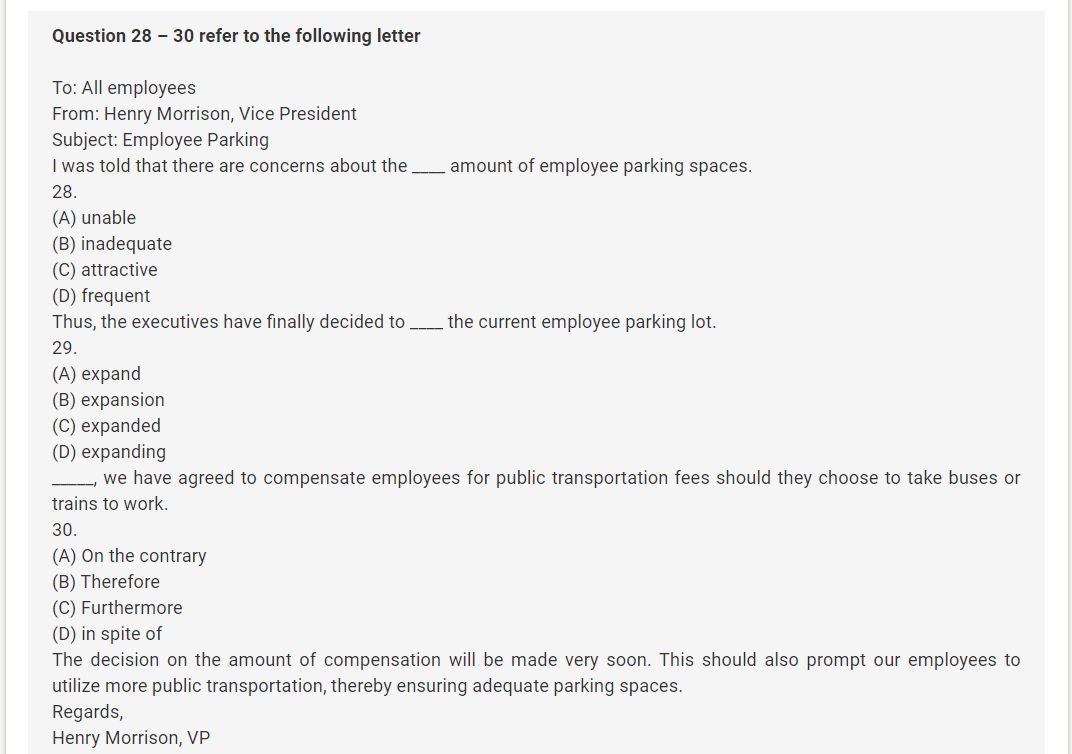 Question 28 – 30 refer to the following letter
To: All employees
From: Henry Morrison, Vice President
Subject: Employee Parking
I was told that there are concerns about the ____ amount of employee parking spaces.
28.
(A) unable
(B) inadequate
(C) attractive
(D) frequent
Thus, the executives have finally decided to ____ the current employee parking lot.
29.
(A) expand
(B) expansion
(C) expanded
(D) expanding
_____, we have agreed to compensate employees for public transportation fees should they choose to take buses or
trains to work.
30.
(A) On the contrary
(B) Therefore
(C) Furthermore
(D) in spite of
The decision on the amount of compensation will be made very soon. This should also prompt our employees to
utilize more public transportation, thereby ensuring adequate parking spaces.
Regards,
Henry Morrison, VP